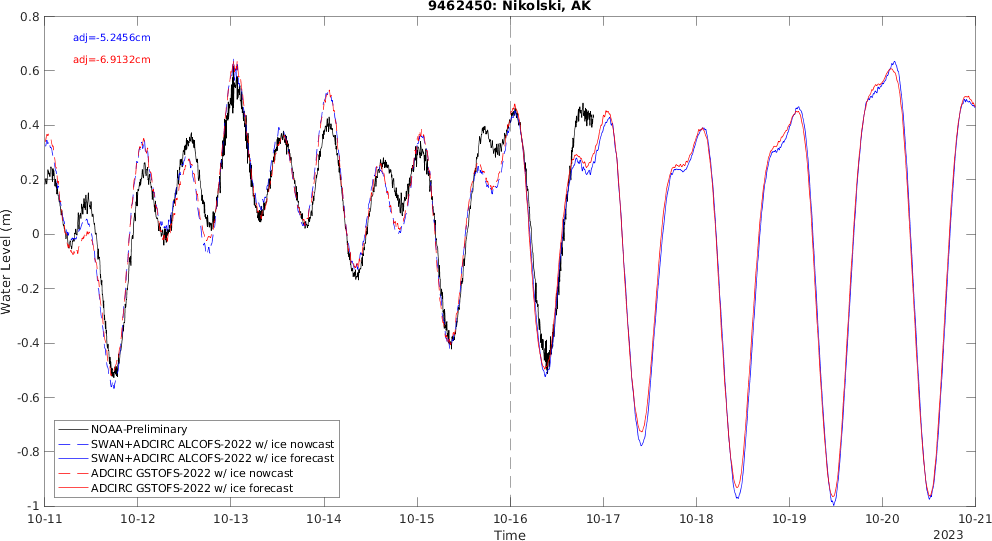 9462450: Nikolski, AK
adj=-5.2456cm
adj=-6.9132cm
Water Level (m)
0.8
0.6
0.4
0.2
0
-0.2
-0.4
-0.6
-0.8
-1
NOAA-Preliminary
SWAN+ADCIRC ALCOFS-2022 w/ ice nowcast
SWAN+ADCIRC ALCOFS-2022 w/ ice forecast
ADCIRC GSTOFS-2022 w/ ice nowcast
ADCIRC GSTOFS-2022 w/ ice forecast
10-11 10-12 10-13 10-14 10-15 10-16 10-17 10-18 10-19 10-20 10-21
Time
2023